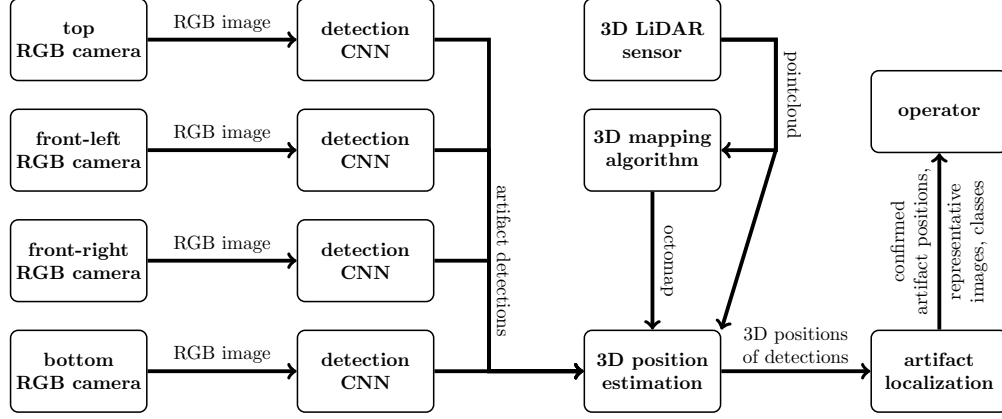 top
RGB camera
RGB image
detection
CNN
front-left
RGB camera
RGB image
detection
CNN
front-right
RGB camera
RGB image
detection
CNN
bottom
RGB camera
RGB image
detection
CNN
artifact detections
3D LiDAR
sensor
pointcloud
3D mapping
algorithm
octomap
3D position
estimation
3D positions
of detections
artifact
localization
confirmed
artifact positions,
representative
images, classes
operator